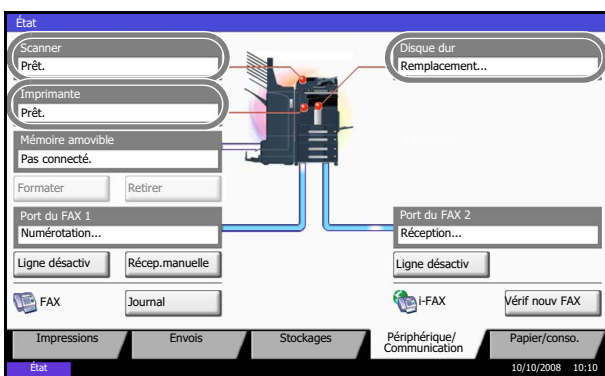 État
Scanner
Prêt.
Disque dur
Remplacement...
Imprimante
Prêt.
Mémoire amovible
Pas connecté.
Formater
Retirer
Port du FAX 1
Numérotation...
Port du FAX 2
Réception...
Ligne désactiv
Récep.manuelle
Ligne désactiv
FAX
Journal
i-FAX
Vérif nouv FAX
Impressions
Envois
Stockages
Périphérique/
Communication
Papier/conso.
État
10/10/2008 10:10